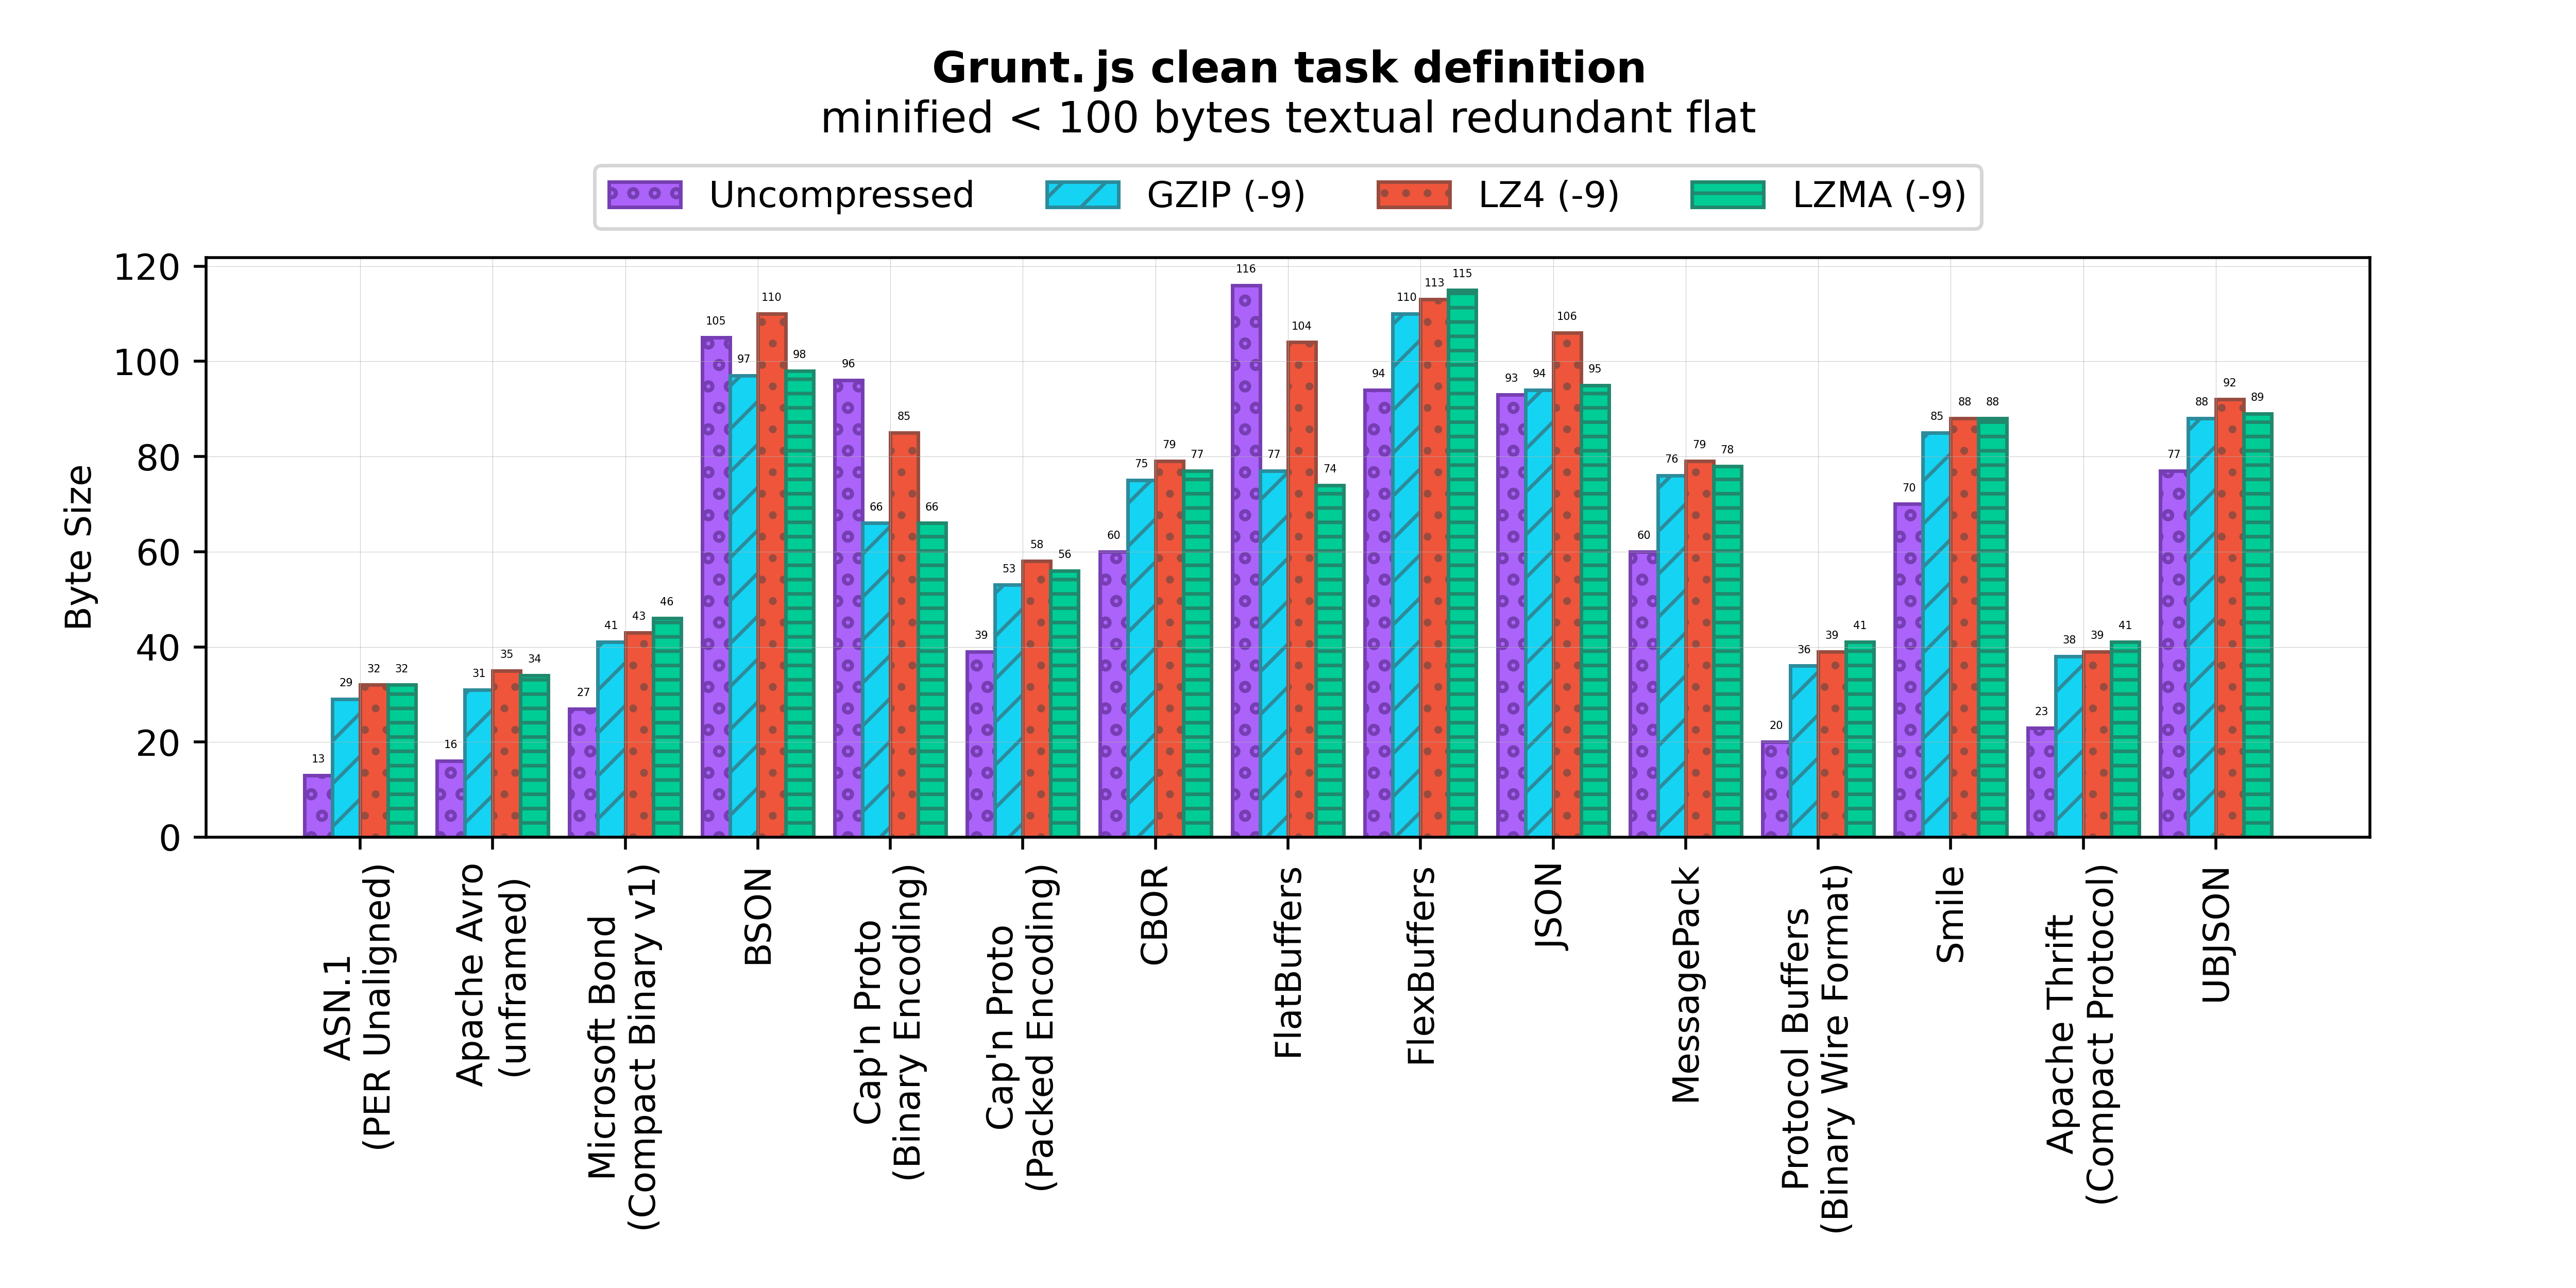 Grunt.js clean task definition
minified < 100 bytes textual redundant flat
Uncompressed GZIP (-9) LZ4 (-9) LZMA (-9)
Byte Size
120
100
80
60
40
20
0
13 29 32 32
16 31 35 34
27 41 43 46
105 97 110 98
96 66 85 66
39 53 58 56
60 75 79 77
116 77 104 74
94 110 113 115
93 94 106 95
60 76 79 78
20 36 39 41
70 85 88 88
23 38 39 41
77 88 92 89
ASN.1
(PER Unaligned)
Apache Avro
(unframed)
Microsoft Bond
(Compact Binary v1)
BSON
Cap'n Proto
(Binary Encoding)
Cap'n Proto
(Packed Encoding)
CBOR
FlatBuffers
FlexBuffers
JSON
MessagePack
Protocol Buffers
(Binary Wire Format)
Smile
Apache Thrift
(Compact Protocol)
UBJSON